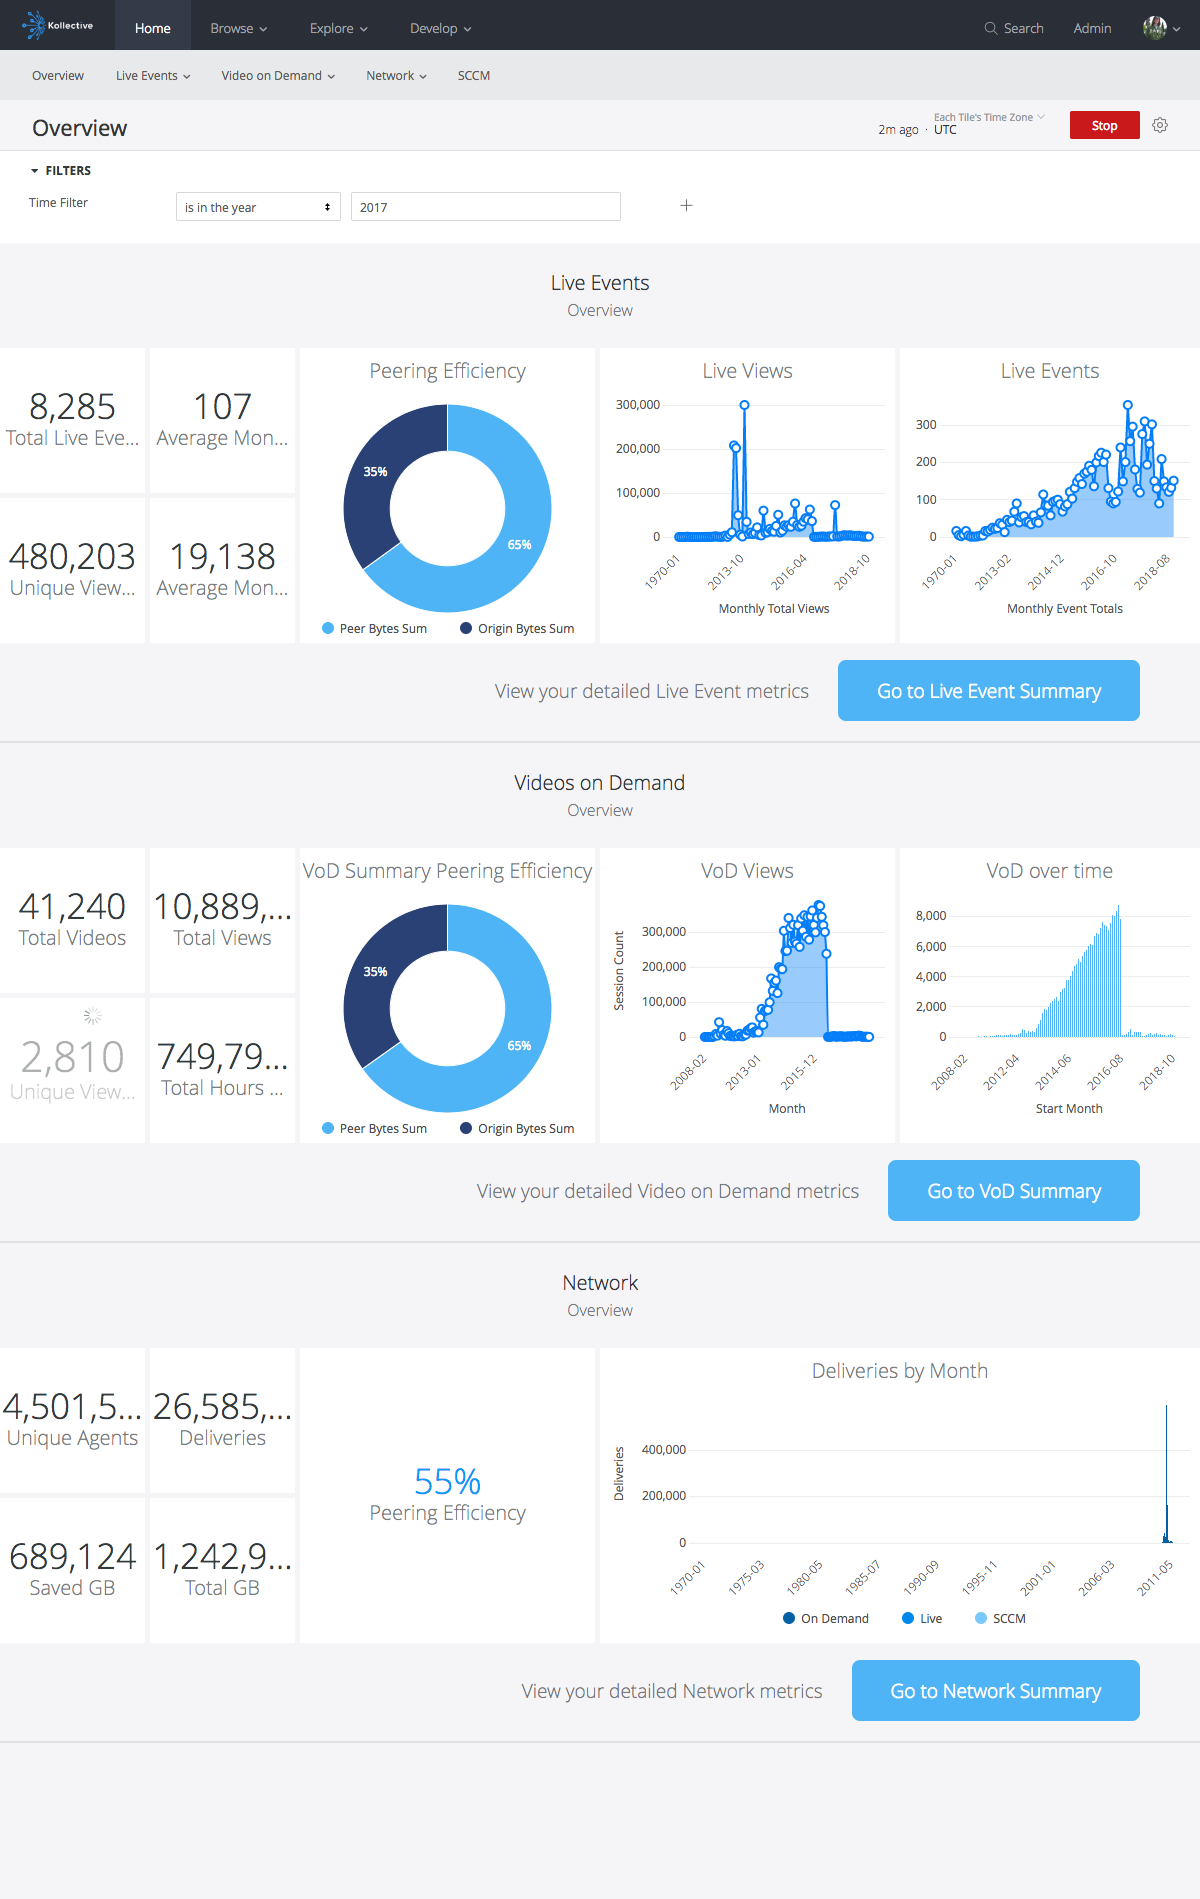 Kollective
Home
Browse
Explore
Develop
Search
Admin
Overview
Live Events
Video on Demand
Network
SCCM
Overview
2m ago ·
Each Tile's Time Zone
UTC
Stop
FILTERS
Time Filter
is in the year
2017
Live Events
Overview
8,285
Total Live Eve...
107
Average Mon...
480,203
Unique View...
19,138
Average Mon...
Peering Efficiency
35%
65%
Peer Bytes Sum
Origin Bytes Sum
Live Views
300,000
200,000
100,000
0
1970-01
2013-10
2016-04
2018-10
Monthly Total Views
Live Events
300
200
100
0
1970-01
2013-02
2014-12
2016-10
2018-08
Monthly Event Totals
View your detailed Live Event metrics
Go to Live Event Summary
Videos on Demand
Overview
41,240
Total Videos
10,889,...
Total Views
2,810
Unique View...
749,79...
Total Hours ...
VoD Summary Peering Efficiency
35%
65%
Peer Bytes Sum
Origin Bytes Sum
VoD Views
Session Count
300,000
200,000
100,000
0
2008-02
2013-01
2015-12
Month
VoD over time
8,000
6,000
4,000
2,000
0
2008-02
2012-04
2014-06
2016-08
2018-10
Start Month
View your detailed Video on Demand metrics
Go to VoD Summary
Network
Overview
4,501,5...
Unique Agents
26,585,...
Deliveries
689,124
Saved GB
1,242,9...
Total GB
55%
Peering Efficiency
Deliveries by Month
Deliveries
400,000
200,000
0
1970-01
1975-03
1980-05
1985-07
1990-09
1995-11
2001-01
2006-03
2011-05
On Demand
Live
SCCM
View your detailed Network metrics
Go to Network Summary